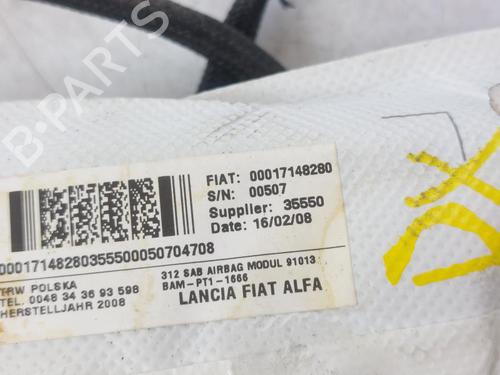 FIAT: 00017148280
S/N: 00507
Supplier: 35550
Date: 16/02/08
00017148280355500050704708
TRW POLSKA
TEL. 0048 34 36 93 598
HERSTELLJAHR 2008
312 SAB AIRBAG MODUL 91013
BAM-PT1-1666
LANCIA FIAT ALFA
DX
B-PARTS